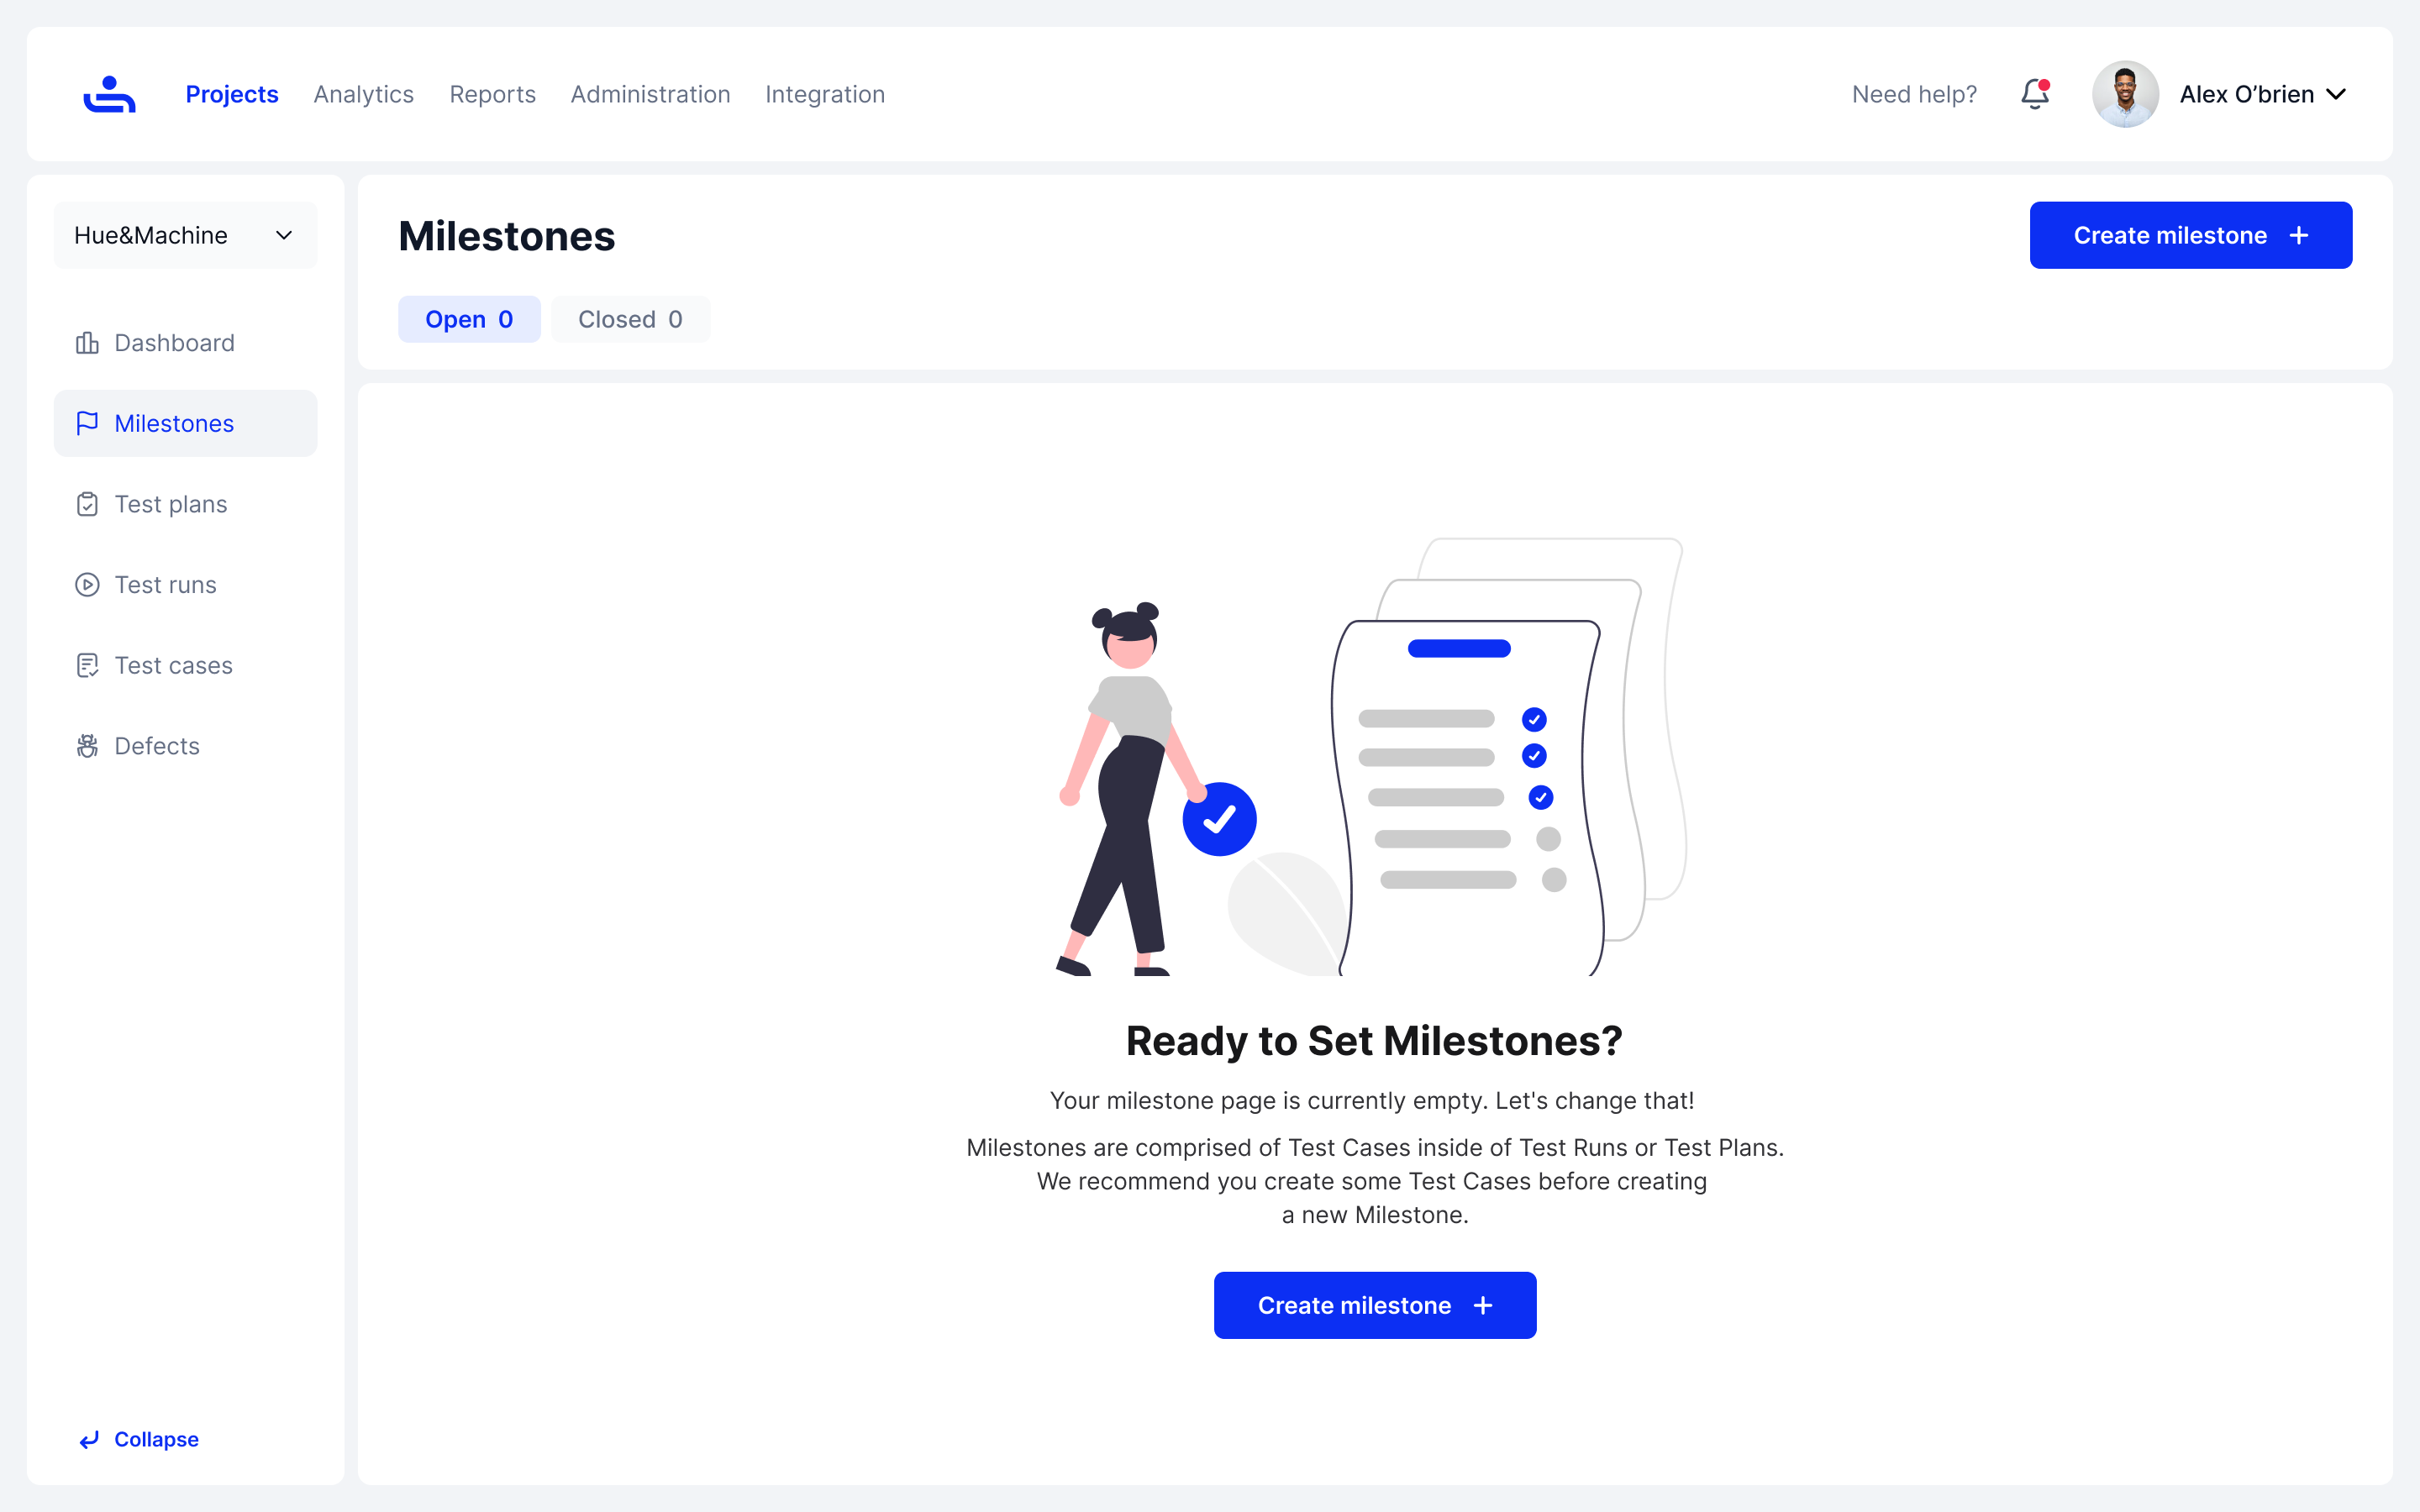 Projects
Analytics
Reports
Administration
Integration
Need help?
Alex O’brien
Hue&Machine
Dashboard
Milestones
Test plans
Test runs
Test cases
Defects
Collapse
Milestones
Create milestone
Open 0
Closed 0
Ready to Set Milestones?
Your milestone page is currently empty. Let's change that!
Milestones are comprised of Test Cases inside of Test Runs or Test Plans.
We recommend you create some Test Cases before creating
a new Milestone.
Create milestone